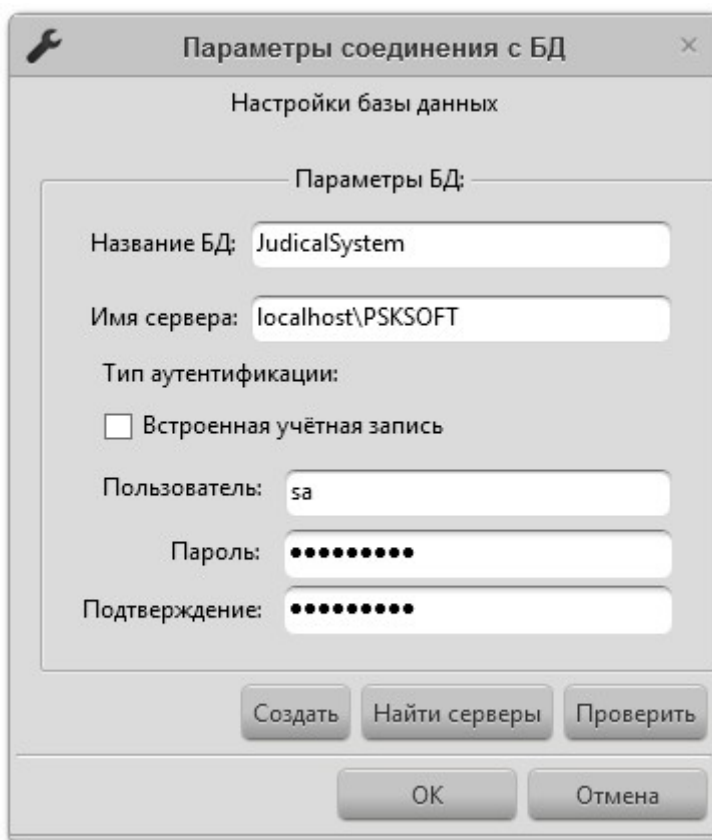 Параметры соединения с БД
Настройки базы данных
Параметры БД:
Название БД: JudicalSystem
Имя сервера: localhost\PSKSOFT
Тип аутентификации:
Встроенная учётная запись
Пользователь: sa
Пароль: •••••••••
Подтверждение: •••••••••
Создать Найти серверы Проверить
ОК Отмена